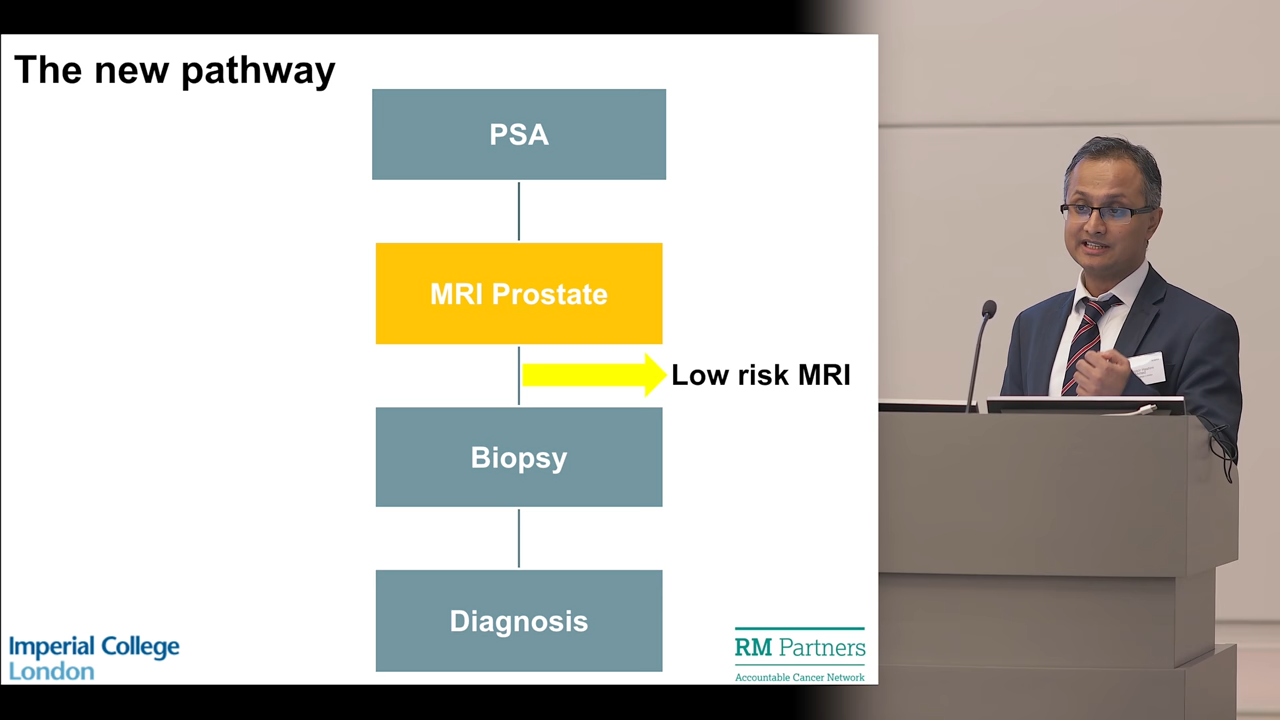 The new pathway
PSA
MRI Prostate
Low risk MRI
Biopsy
Diagnosis
Imperial College
London
RM Partners
Accountable Cancer Network